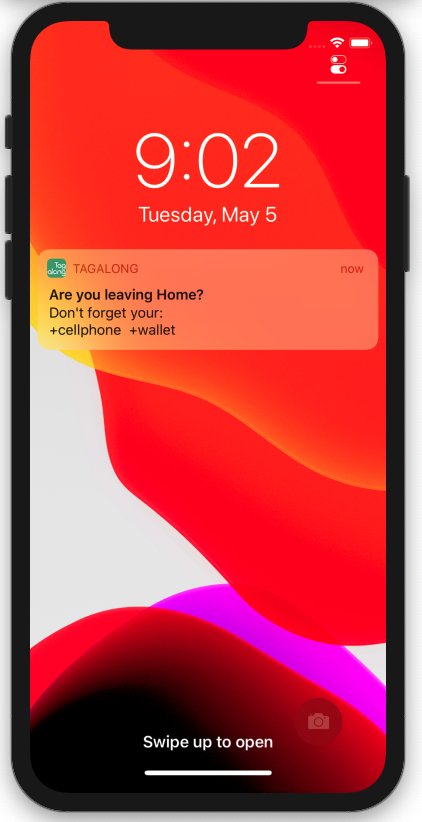 9:02
Tuesday, May 5
Tag
along
TAGALONG
now
Are you leaving Home?
Don't forget your:
+cellphone +wallet
Swipe up to open